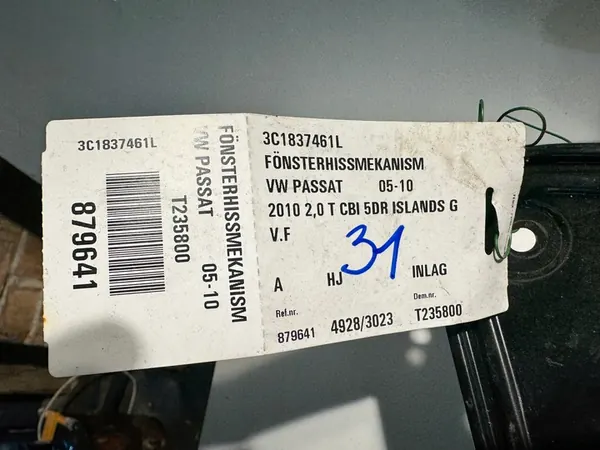 3C1837461L
879641
T235800
VW PASSAT 05-10
FÖNSTERHISSMEKANISM
3C1837461L
FÖNSTERHISSMEKANISM
VW PASSAT 05-10
2010 2,0 T CBI 5DR ISLANDS G
V.F
31
A HJ INLAG
Ref.nr. Dem.nr.
879641 4928/3023 T235800